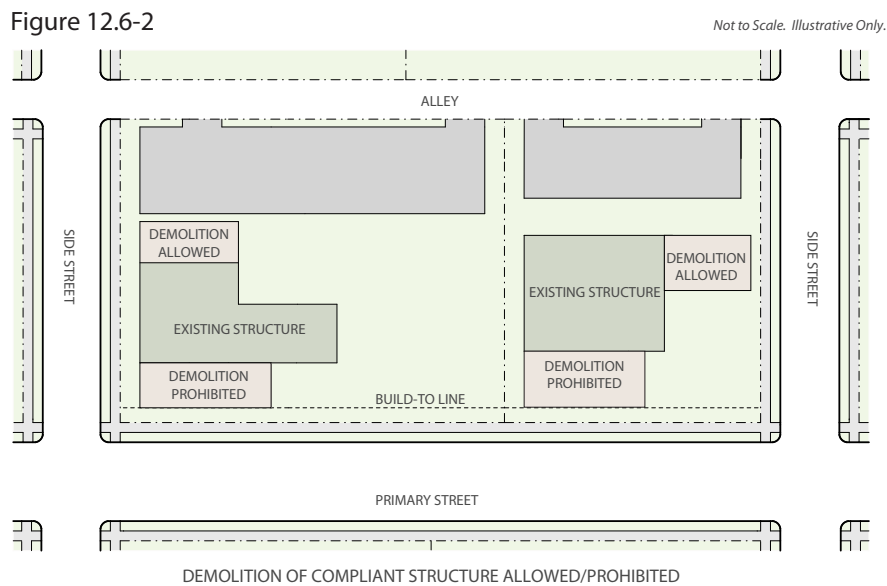 Figure 12.6-2
Not to Scale. Illustrative Only.
ALLEY
SIDE STREET
DEMOLITION
ALLOWED
EXISTING STRUCTURE
DEMOLITION
PROHIBITED
BUILD-TO LINE
EXISTING STRUCTURE
DEMOLITION
ALLOWED
DEMOLITION
PROHIBITED
SIDE STREET
PRIMARY STREET
DEMOLITION OF COMPLIANT STRUCTURE ALLOWED/PROHIBITED